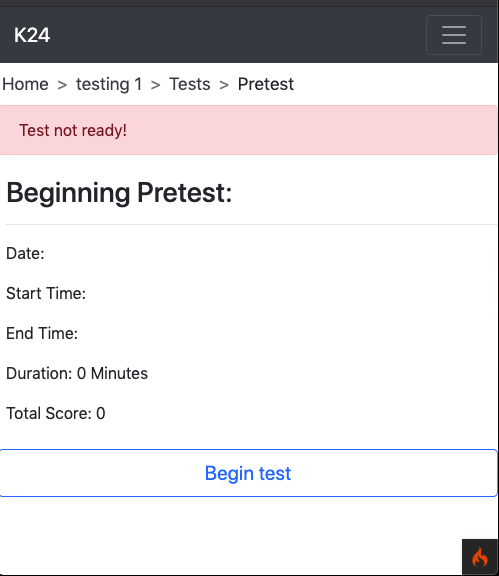 K24
Home > testing 1 > Tests > Pretest
Test not ready!
Beginning Pretest:
Date:
Start Time:
End Time:
Duration: 0 Minutes
Total Score: 0
Begin test